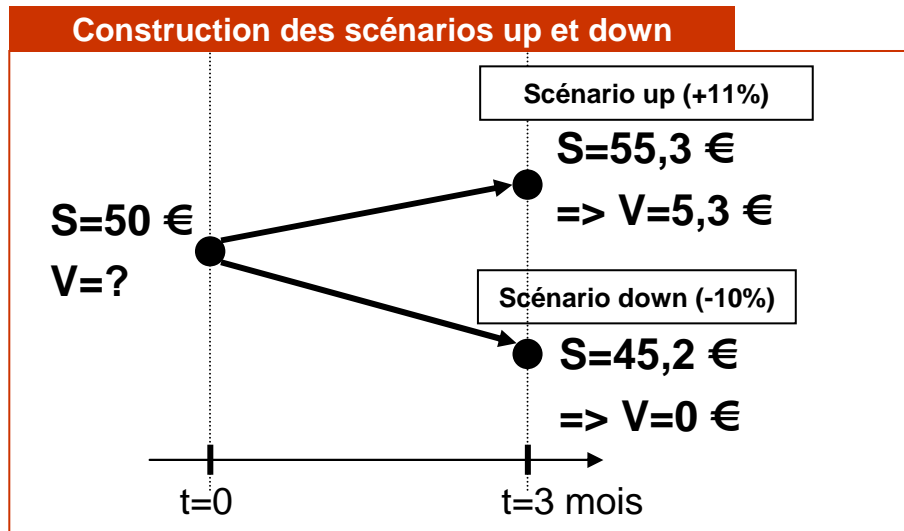 Construction des scénarios up et down
Scénario up (+11%)
S=55,3 €
=> V=5,3 €
S=50 €
V=?
Scénario down (-10%)
S=45,2 €
=> V=0 €
t=0
t=3 mois